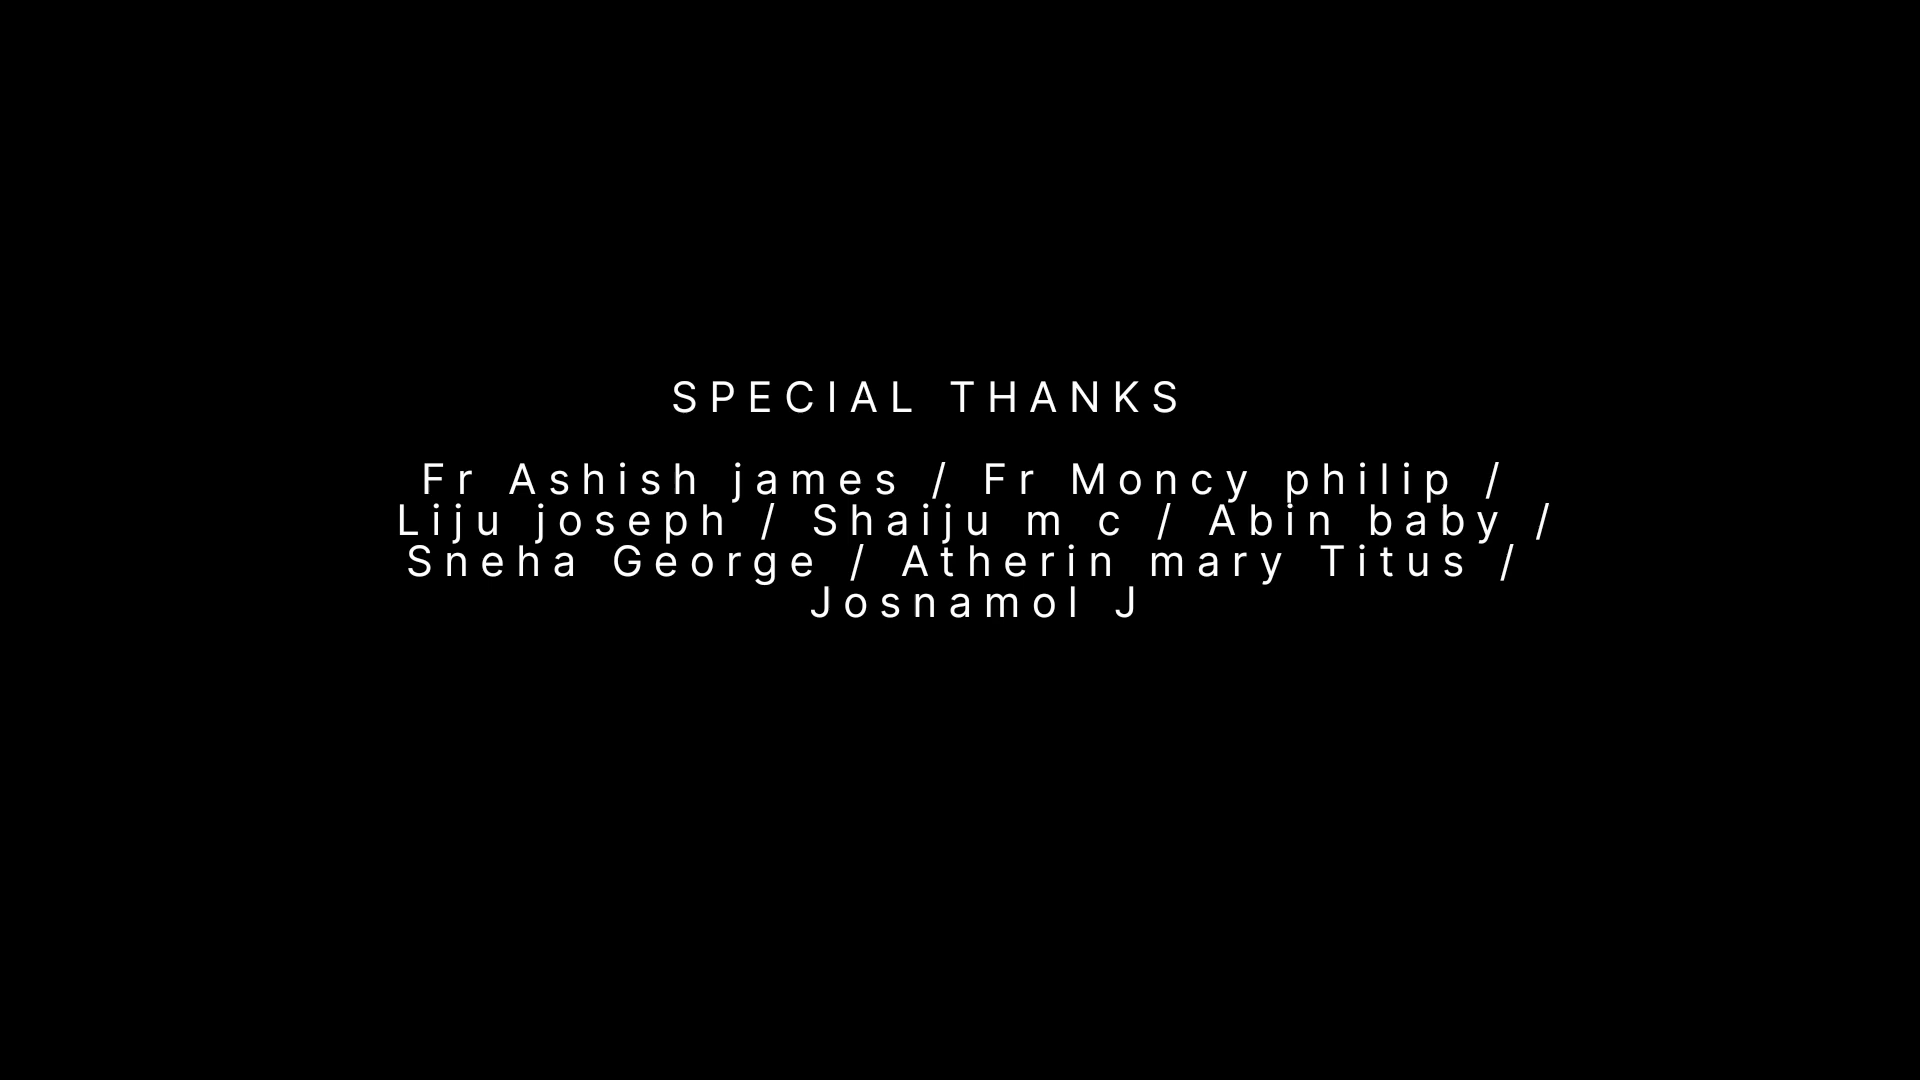 SPECIAL THANKS
Fr Ashish james / Fr Moncy philip /
Liju joseph / Shaiju m c / Abin baby /
Sneha George / Atherin mary Titus /
Josnamol J